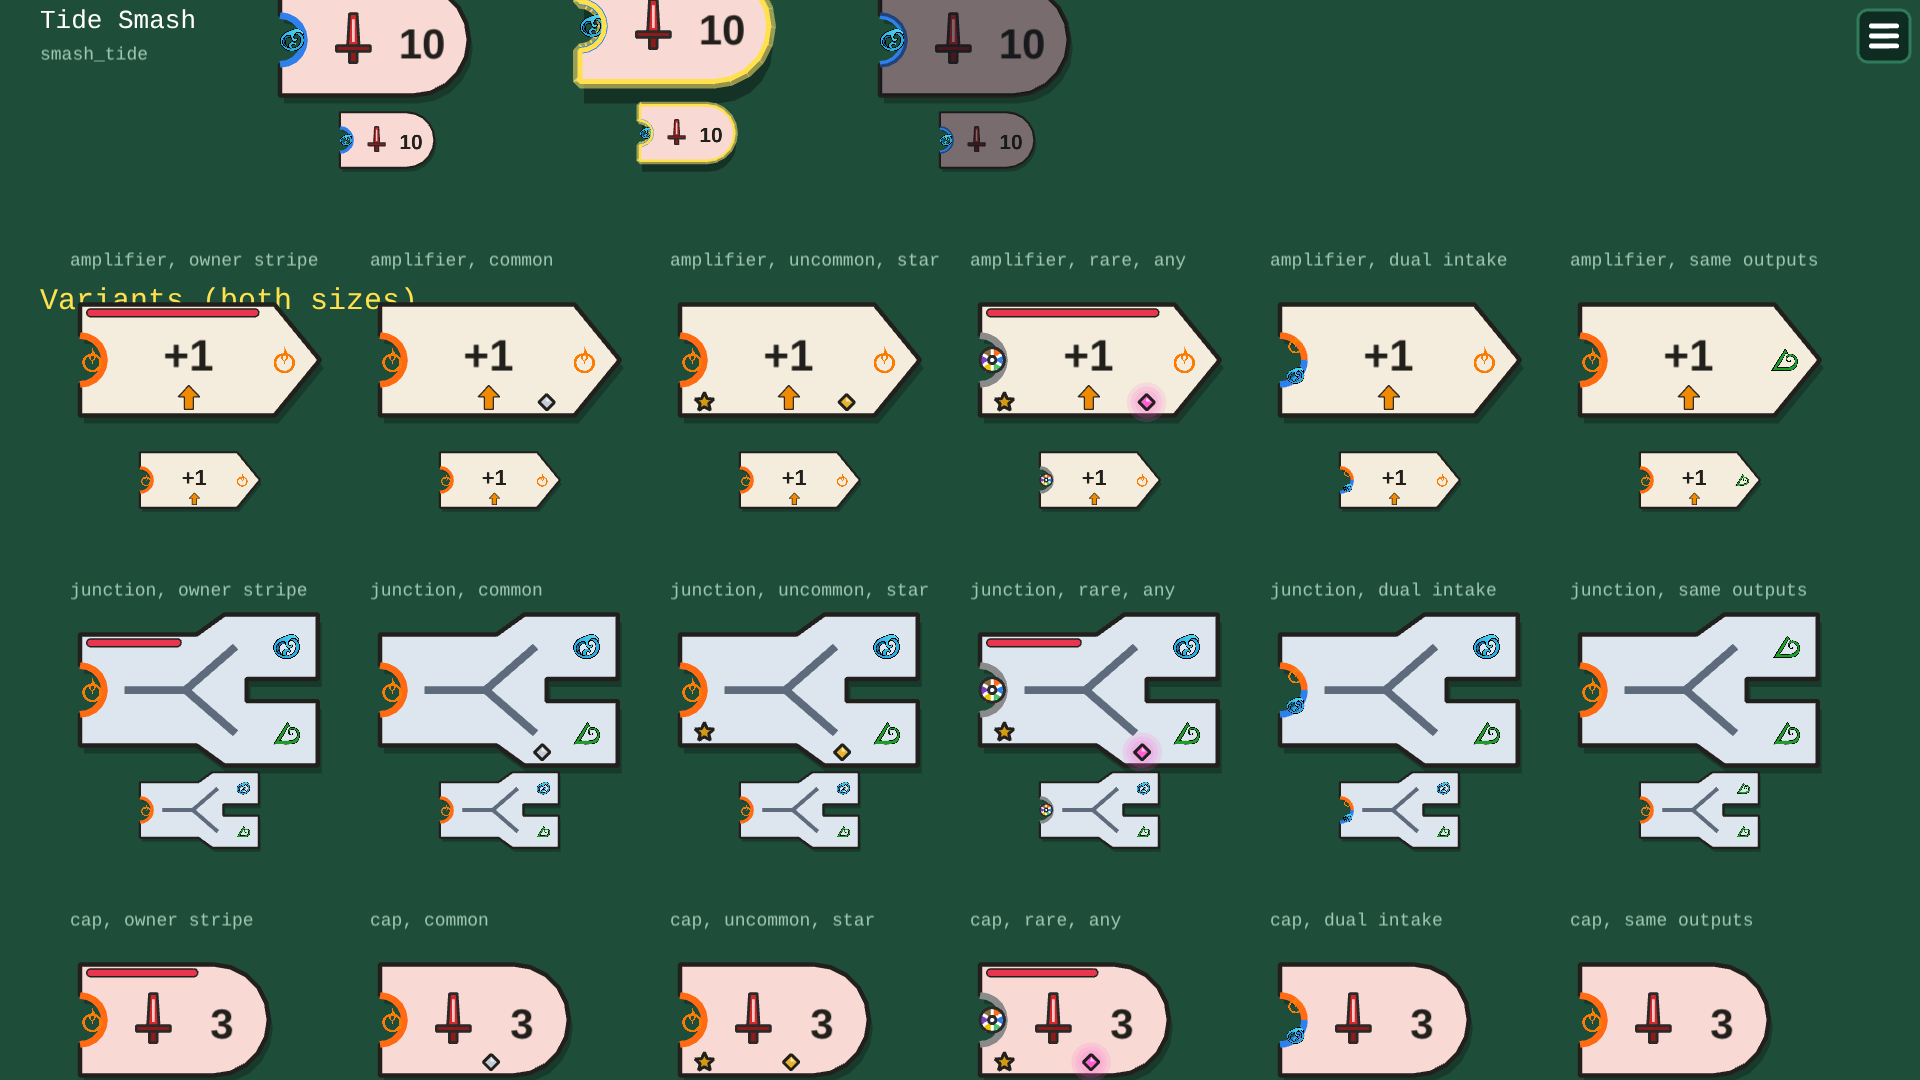 Tide Smash
smash_tide
10 10 10
10 10 10
amplifier, owner stripe amplifier, common amplifier, uncommon, star amplifier, rare, any amplifier, dual intake amplifier, same outputs
Variants (both sizes)
+1 +1 +1 +1 +1 +1
+1 +1 +1 +1 +1 +1
junction, owner stripe junction, common junction, uncommon, star junction, rare, any junction, dual intake junction, same outputs
cap, owner stripe cap, common cap, uncommon, star cap, rare, any cap, dual intake cap, same outputs
3 3 3 3 3 3